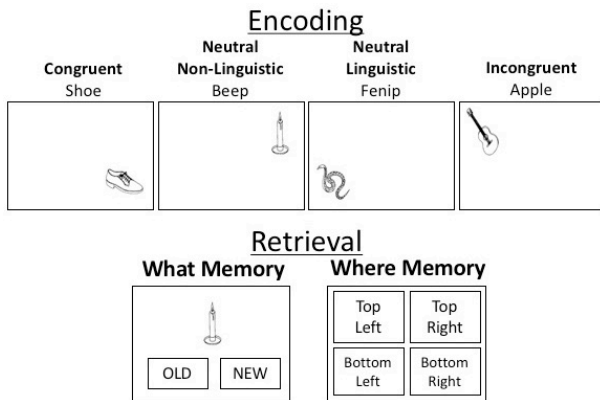 Encoding
Congruent
Shoe
Neutral
Non-Linguistic
Beep
Neutral
Linguistic
Fenip
Incongruent
Apple
Retrieval
What Memory
OLD NEW
Where Memory
Top
Left
Top
Right
Bottom
Left
Bottom
Right